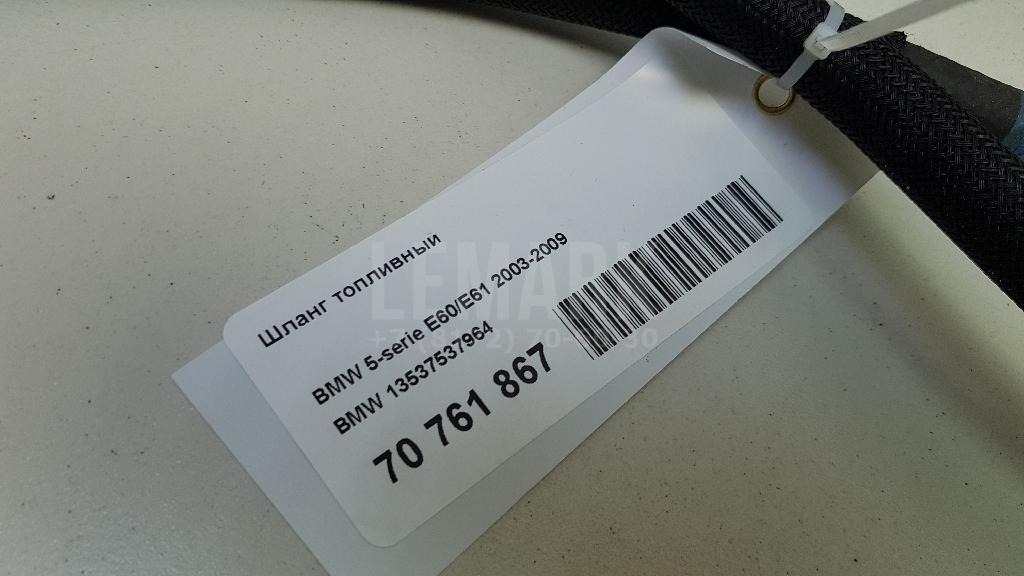 Шланг топливный
BMW 5-serie E60/E61 2003-2009
BMW 13537537964
70 761 867